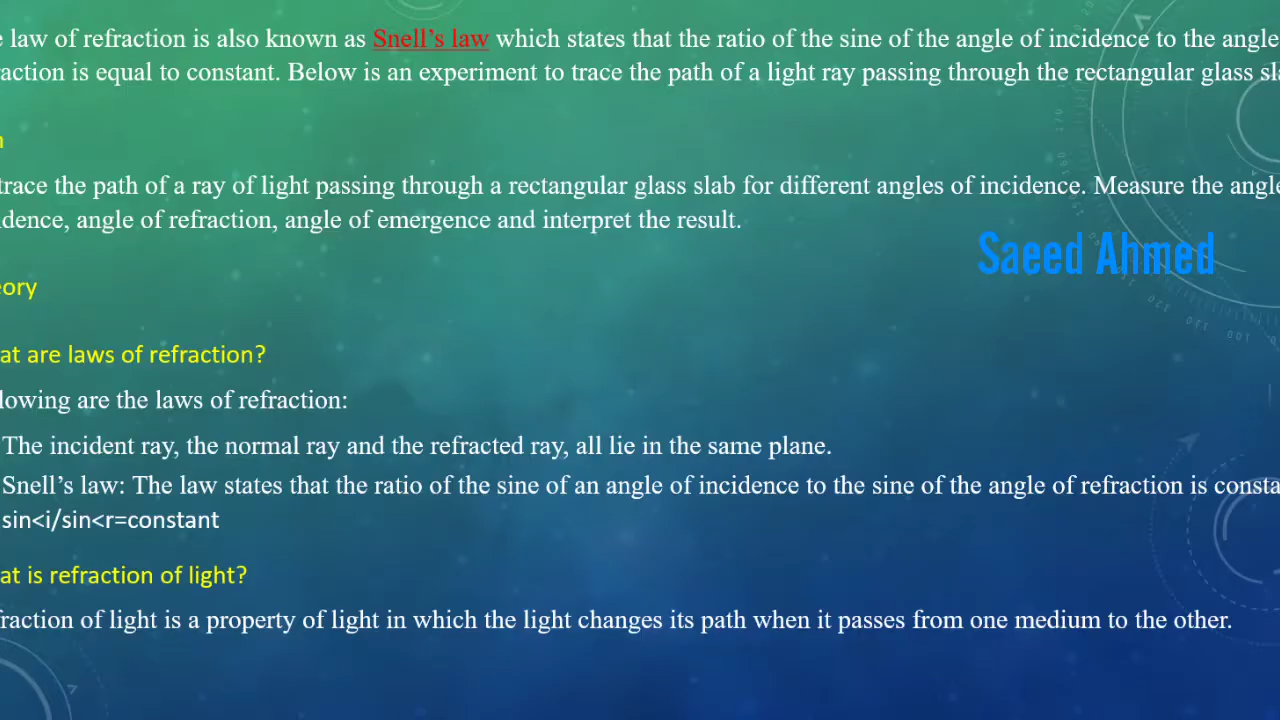 e law of refraction is also known as Snell's law which states that the ratio of the sine of the angle of incidence to the angle
raction is equal to constant. Below is an experiment to trace the path of a light ray passing through the rectangular glass sla
m
trace the path of a ray of light passing through a rectangular glass slab for different angles of incidence. Measure the angle
idence, angle of refraction, angle of emergence and interpret the result.
Saeed Ahmed
eory
at are laws of refraction?
lowing are the laws of refraction:
The incident ray, the normal ray and the refracted ray, all lie in the same plane.
Snell's law: The law states that the ratio of the sine of an angle of incidence to the sine of the angle of refraction is consta
sin<i/sin<r=constant
at is refraction of light?
fraction of light is a property of light in which the light changes its path when it passes from one medium to the other.